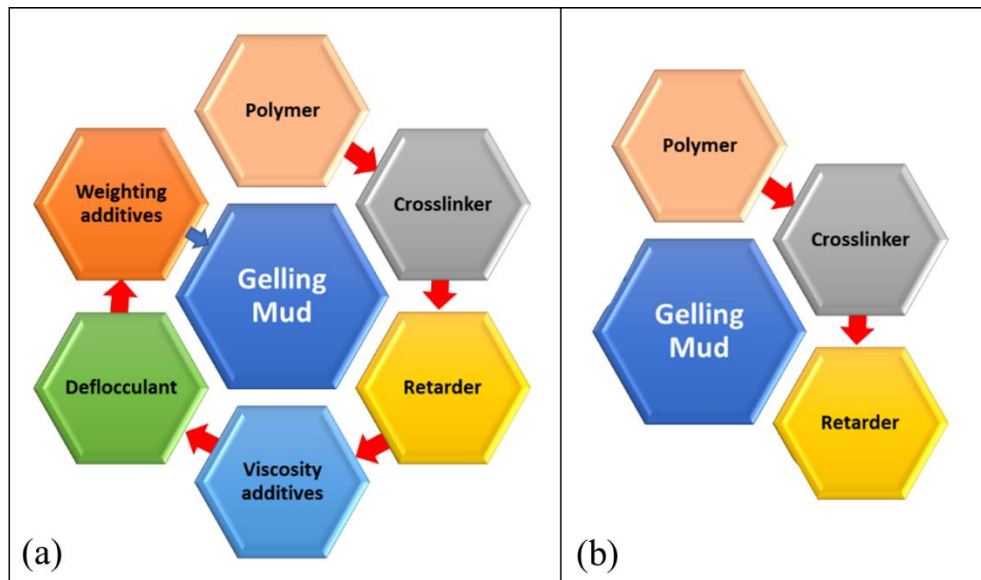 Polymer
Crosslinker
Retarder
Viscosity
additives
Deflocculant
Weighting
additives
Gelling
Mud
(a)
Polymer
Crosslinker
Retarder
Gelling
Mud
(b)